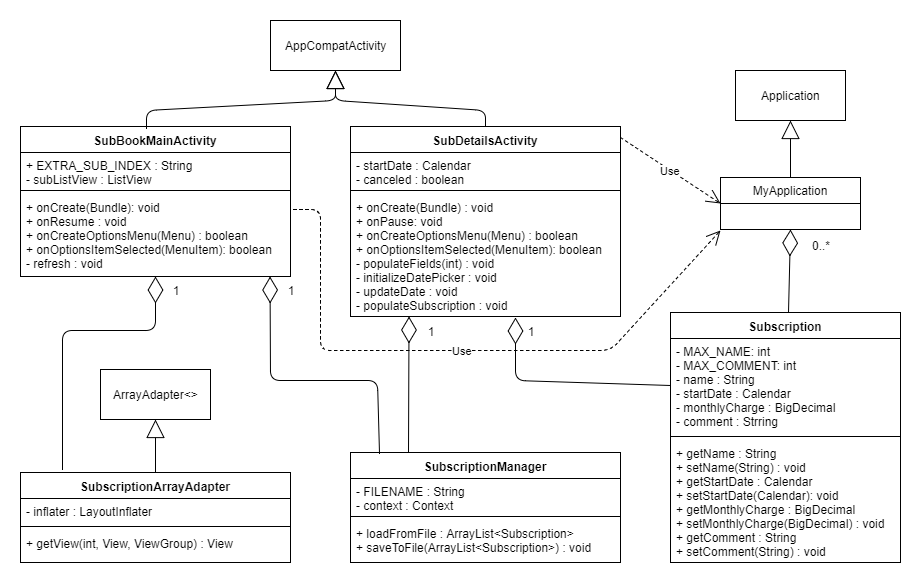 AppCompatActivity
Application
SubBookMainActivity
+ EXTRA_SUB_INDEX : String
- subListView : ListView
+ onCreate(Bundle): void
+ onResume : void
+ onCreateOptionsMenu(Menu) : boolean
+ onOptionsItemSelected(MenuItem): boolean
- refresh : void
SubDetailsActivity
- startDate : Calendar
- canceled : boolean
+ onCreate(Bundle) : void
+ onPause: void
+ onCreateOptionsMenu(Menu) : boolean
+ onOptionsItemSelected(MenuItem): boolean
- populateFields(int) : void
- initializeDatePicker : void
- updateDate : void
- populateSubscription : void
Use
MyApplication
0..*
1
1
1
1
Use
Subscription
- MAX_NAME: int
- MAX_COMMENT: int
- name : String
- startDate : Calendar
- monthlyCharge : BigDecimal
- comment : Strring
+ getName : String
+ setName(String) : void
+ getStartDate : Calendar
+ setStartDate(Calendar): void
+ getMonthlyCharge : BigDecimal
+ setMonthlyCharge(BigDecimal) : void
+ getComment : String
+ setComment(String) : void
ArrayAdapter<>
SubscriptionArrayAdapter
- inflater : LayoutInflater
+ getView(int, View, ViewGroup) : View
SubscriptionManager
- FILENAME : String
- context : Context
+ loadFromFile : ArrayList<Subscription>
+ saveToFile(ArrayList<Subscription>) : void